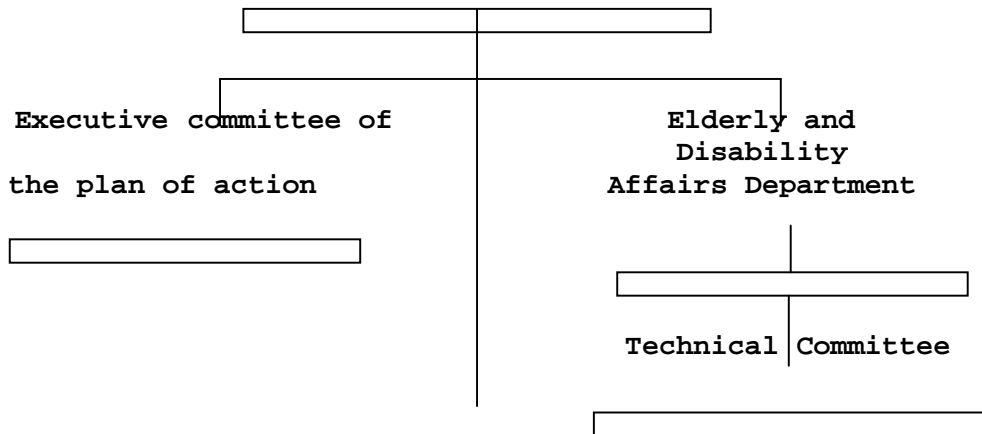 Executive committee of
the plan of action
Elderly and
Disability
Affairs Department
Technical Committee